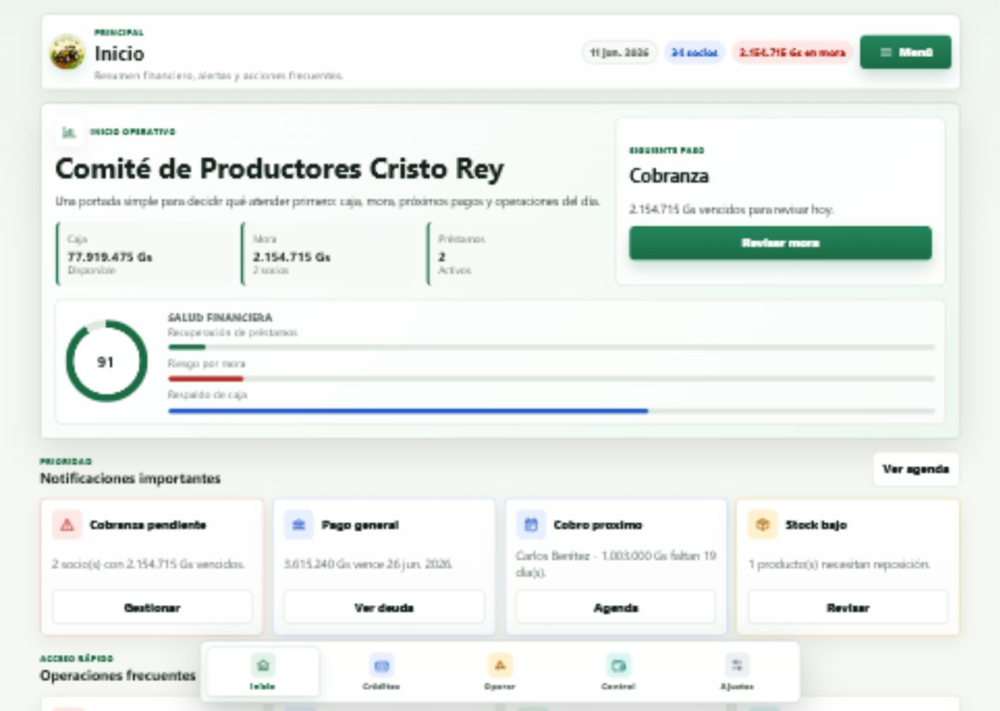 PRINCIPAL
Inicio
Resumen financiero, alertas y acciones frecuentes.
11 jun. 2026
34 socios
2.154.715 Gs en mora
Menú
INICIO OPERATIVO
Comité de Productores Cristo Rey
Una portada simple para decidir qué atender primero: caja, mora, próximos pagos y operaciones del día.
Caja
77.919.475 Gs
Disponible
Mora
2.154.715 Gs
2 socios
Préstamos
2
Activos
SIGUIENTE PASO
Cobranza
2.154.715 Gs vencidos para revisar hoy.
Revisar mora
91
SALUD FINANCIERA
Recuperación de préstamos
Riesgo por mora
Respaldo de caja
PRIORIDAD
Notificaciones importantes
Ver agenda
Cobranza pendiente
2 socio(s) con 2.154.715 Gs vencidos.
Gestionar
Pago general
3.615.240 Gs vence 26 jun. 2026.
Ver deuda
Cobro proximo
Carlos Benítez - 1.003.000 Gs faltan 19
día(s).
Agenda
Stock bajo
1 producto(s) necesitan reposición.
Revisar
ACCESO RÁPIDO
Operaciones frecuentes
Inicio
Créditos
Operar
Control
Ajustes